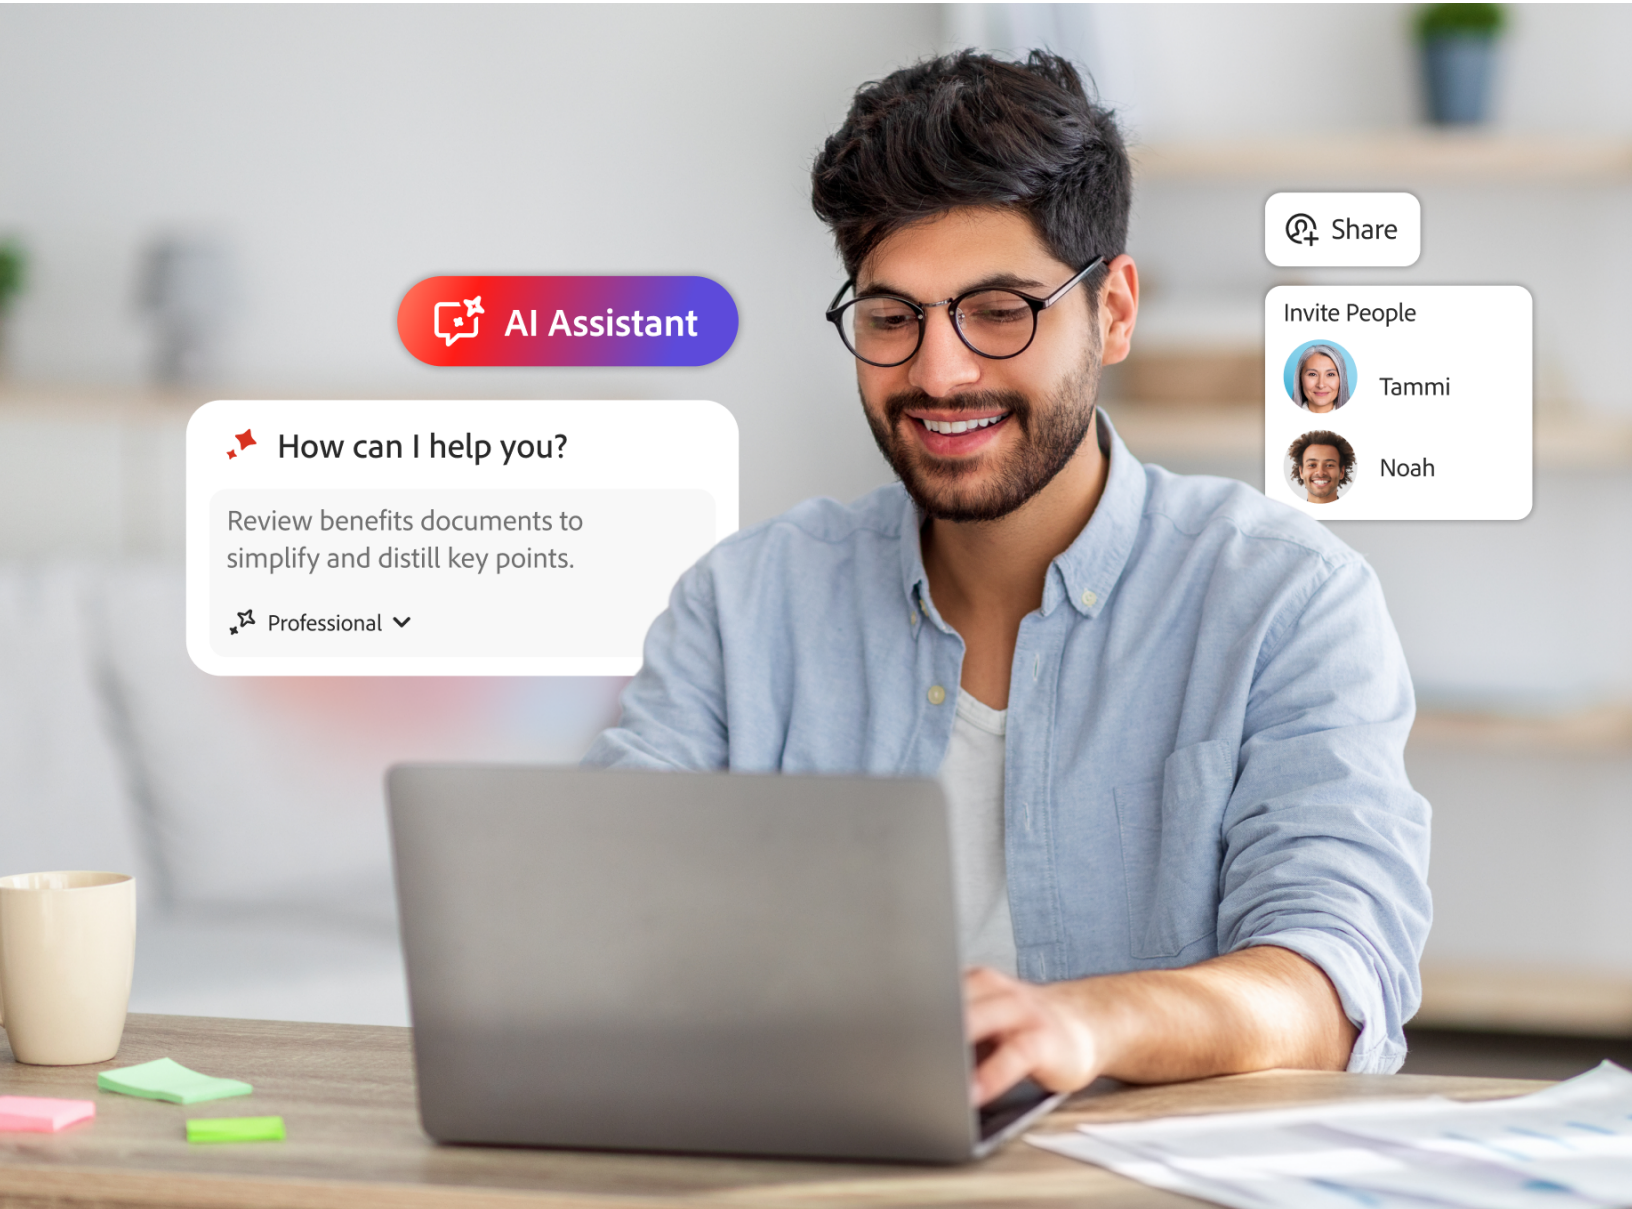 AI Assistant
How can I help you?
Review benefits documents to
simplify and distill key points.
Professional
Share
Invite People
Tammi
Noah